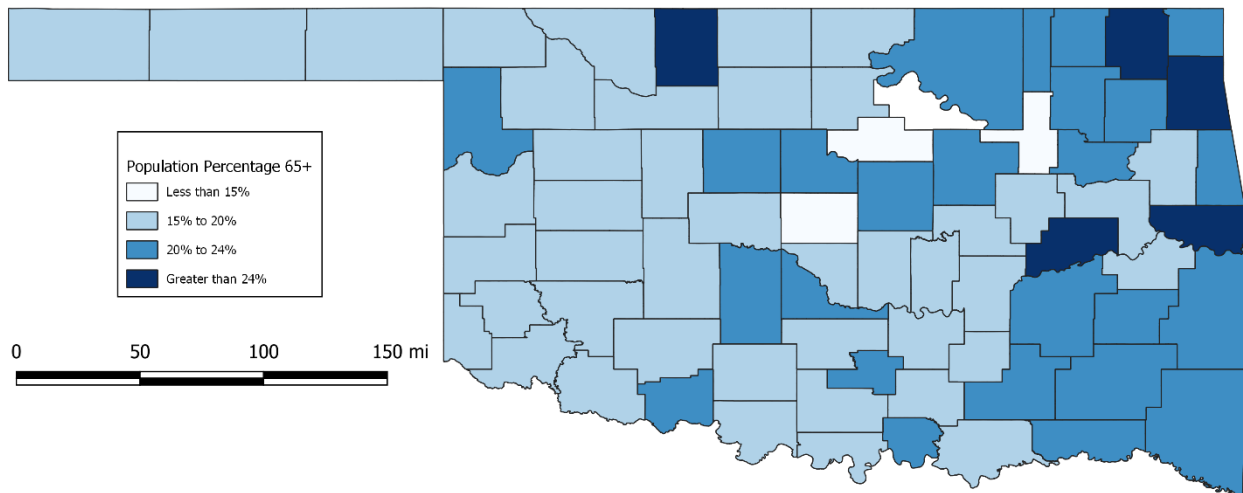 Population Percentage 65+
Less than 15%
15% to 20%
20% to 24%
Greater than 24%
0 50 100 150 mi